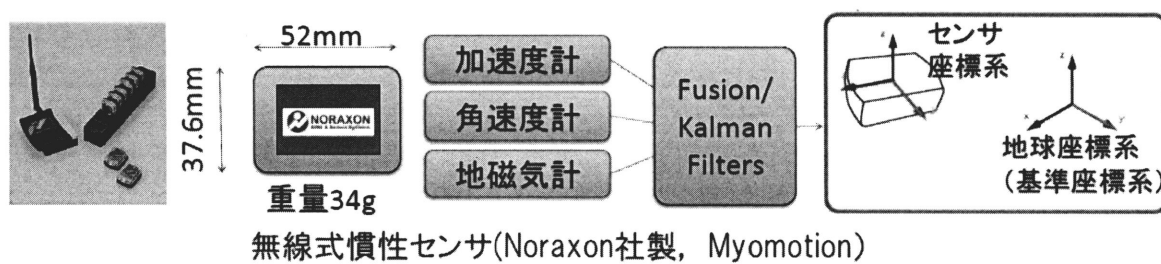 52mm
37.6mm
NORAXON
重量34g
加速度計
角速度計
地磁気計
Fusion/
Kalman
Filters
センサ
座標系
z
x
y
地球座標系
(基準座標系)
無線式慣性センサ(Noraxon社製, Myomotion)